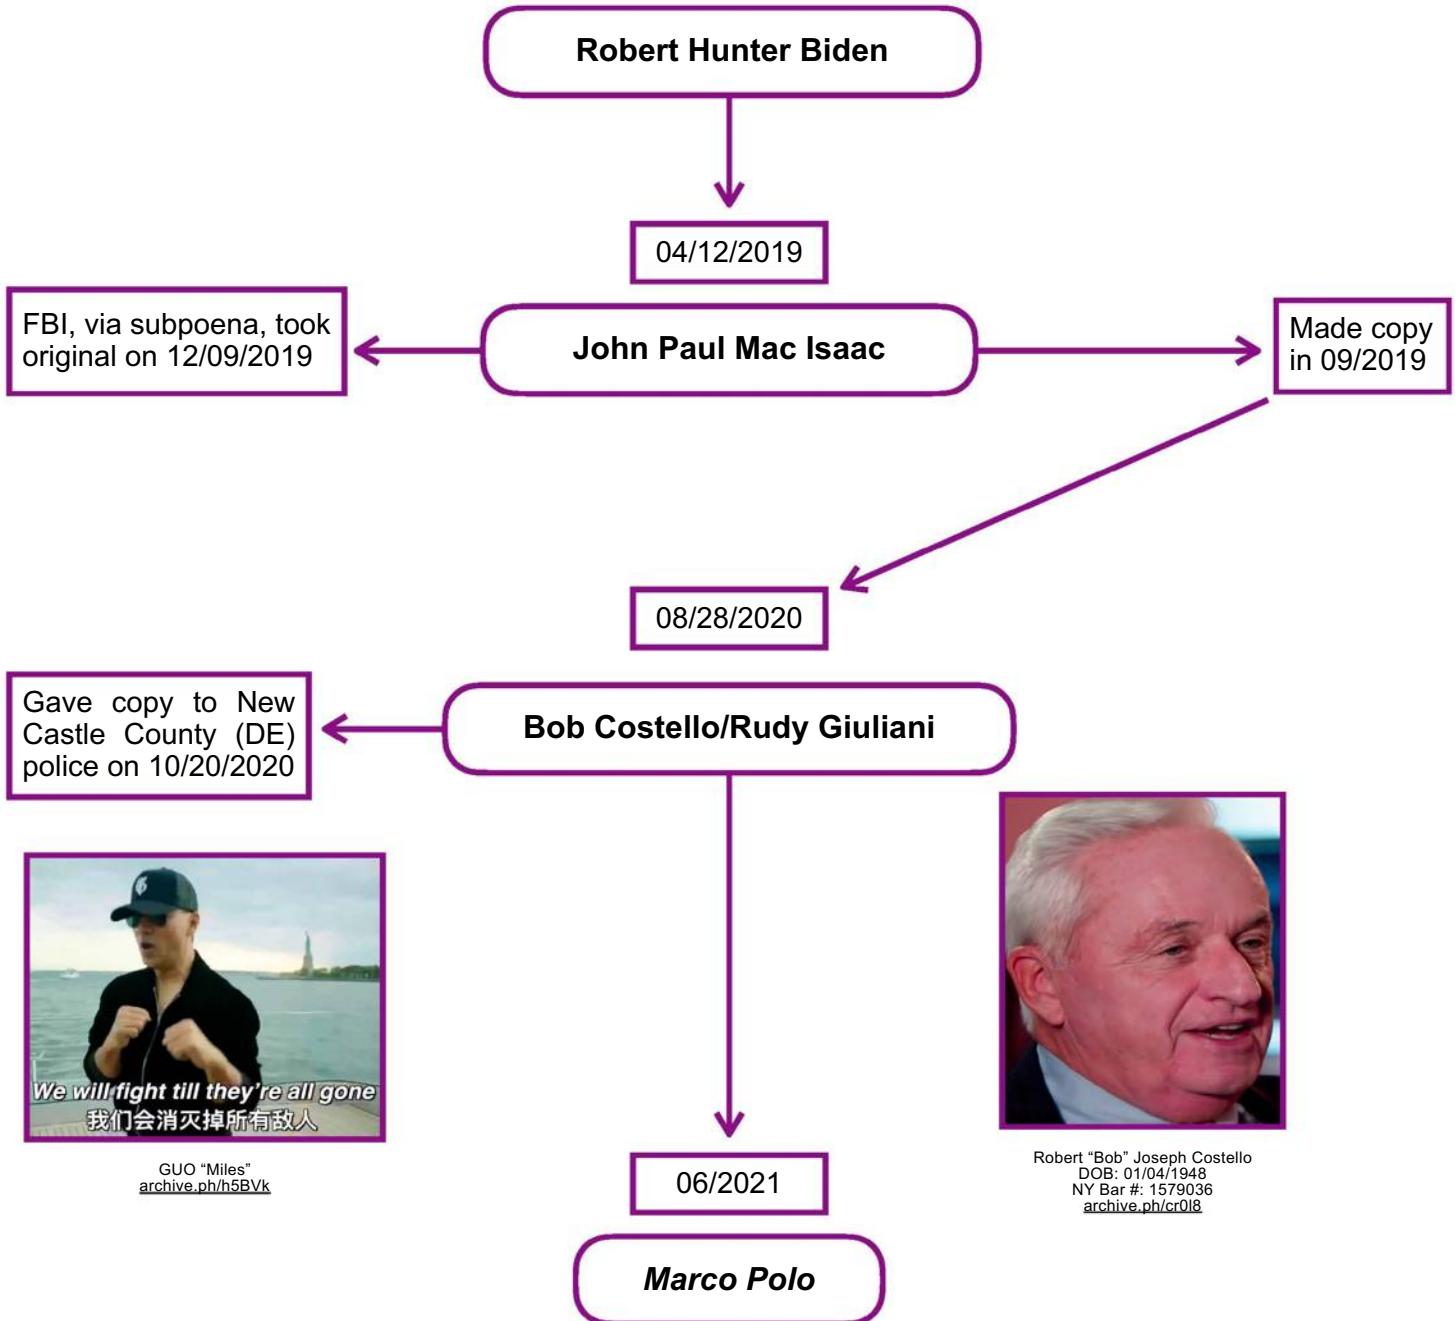 Robert Hunter Biden
04/12/2019
FBI, via subpoena, took
original on 12/09/2019
John Paul Mac Isaac
Made copy
in 09/2019
08/28/2020
Gave copy to New
Castle County (DE)
police on 10/20/2020
Bob Costello/Rudy Giuliani
We will fight till they're all gone
我们会消灭掉所有敌人
GUO “Miles”
archive.ph/h5BVk
Robert “Bob” Joseph Costello
DOB: 01/04/1948
NY Bar #: 1579036
archive.ph/cr0l8
06/2021
Marco Polo